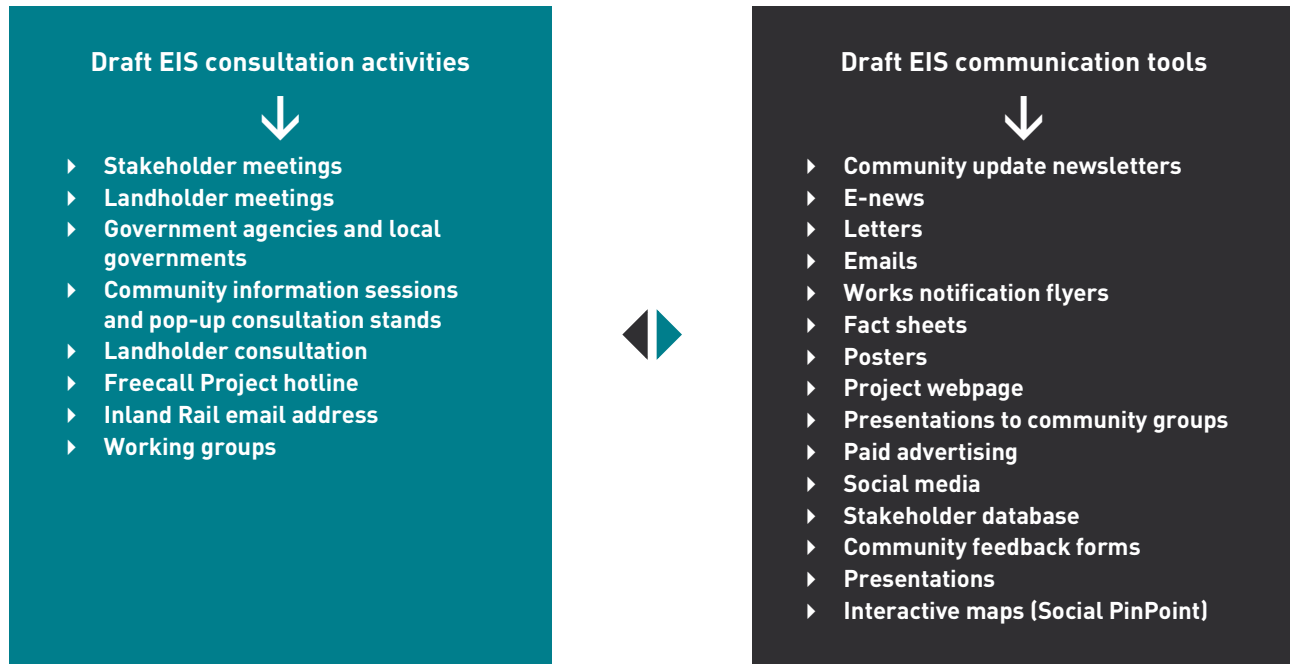 Draft EIS consultation activities
Stakeholder meetings
Landholder meetings
Government agencies and local
governments
Community information sessions
and pop-up consultation stands
Landholder consultation
Freecall Project hotline
Inland Rail email address
Working groups
Draft EIS communication tools
Community update newsletters
E-news
Letters
Emails
Works notification flyers
Fact sheets
Posters
Project webpage
Presentations to community groups
Paid advertising
Social media
Stakeholder database
Community feedback forms
Presentations
Interactive maps (Social PinPoint)